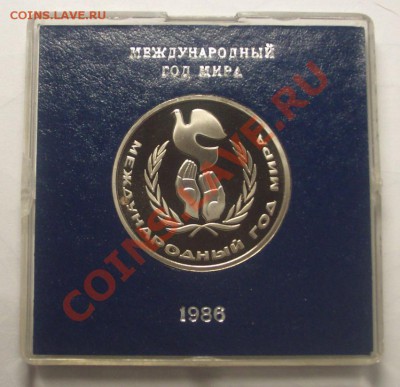 COINS.LAVE.RU
МЕЖДУНАРОДНЫЙ
ГОД МИРА
МЕЖДУНАРОДНЫЙ ГОД МИРА
COINS.LAVE.RU
1986